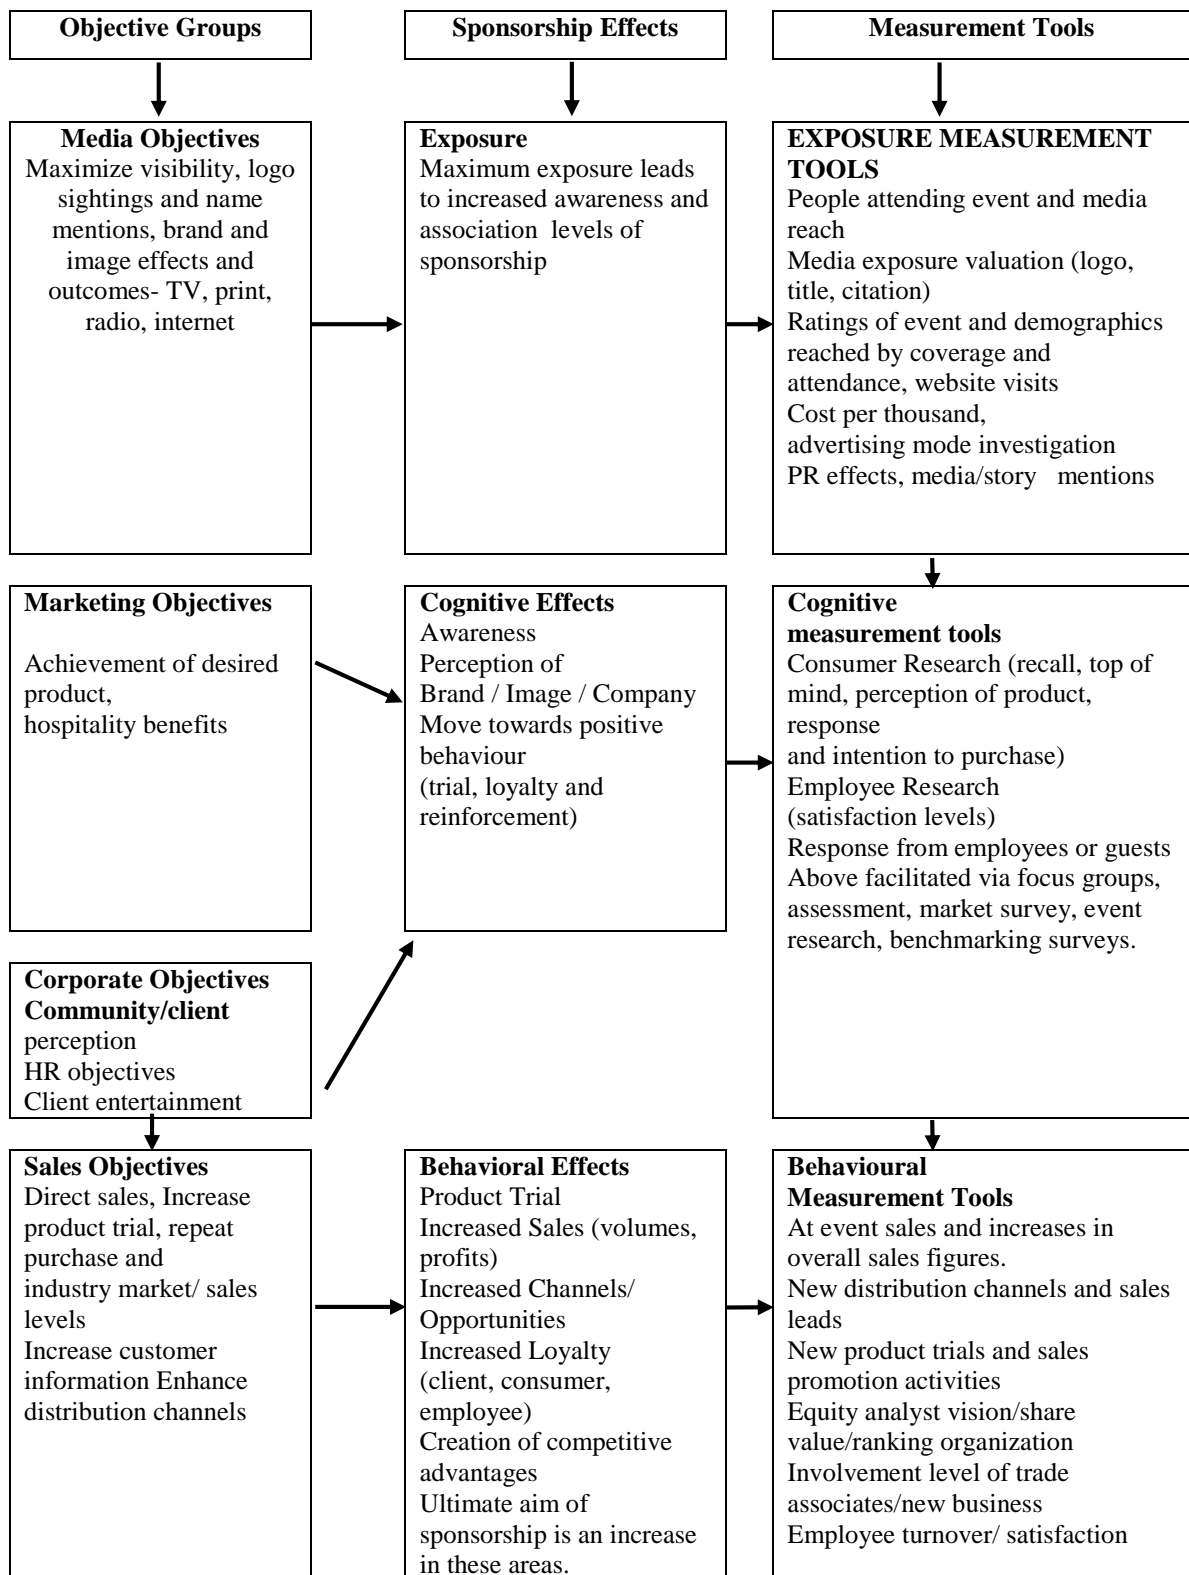 Objective Groups
Sponsorship Effects
Measurement Tools
Media Objectives
Maximize visibility, logo
sightings and name
mentions, brand and
image effects and
outcomes- TV, print,
radio, internet
Exposure
Maximum exposure leads
to increased awareness and
association levels of
sponsorship
EXPOSURE MEASUREMENT
TOOLS
People attending event and media
reach
Media exposure valuation (logo,
title, citation)
Ratings of event and demographics
reached by coverage and
attendance, website visits
Cost per thousand,
advertising mode investigation
PR effects, media/story mentions
Marketing Objectives
Achievement of desired
product,
hospitality benefits
Cognitive Effects
Awareness
Perception of
Brand / Image / Company
Move towards positive
behaviour
(trial, loyalty and
reinforcement)
Cognitive
measurement tools
Consumer Research (recall, top of
mind, perception of product,
response
and intention to purchase)
Employee Research
(satisfaction levels)
Response from employees or guests
Above facilitated via focus groups,
assessment, market survey, event
research, benchmarking surveys.
Corporate Objectives
Community/client
perception
HR objectives
Client entertainment
Sales Objectives
Direct sales, Increase
product trial, repeat
purchase and
industry market/ sales
levels
Increase customer
information Enhance
distribution channels
Behavioral Effects
Product Trial
Increased Sales (volumes,
profits)
Increased Channels/
Opportunities
Increased Loyalty
(client, consumer,
employee)
Creation of competitive
advantages
Ultimate aim of
sponsorship is an increase
in these areas.
Behavioural
Measurement Tools
At event sales and increases in
overall sales figures.
New distribution channels and sales
leads
New product trials and sales
promotion activities
Equity analyst vision/share
value/ranking organization
Involvement level of trade
associates/new business
Employee turnover/ satisfaction